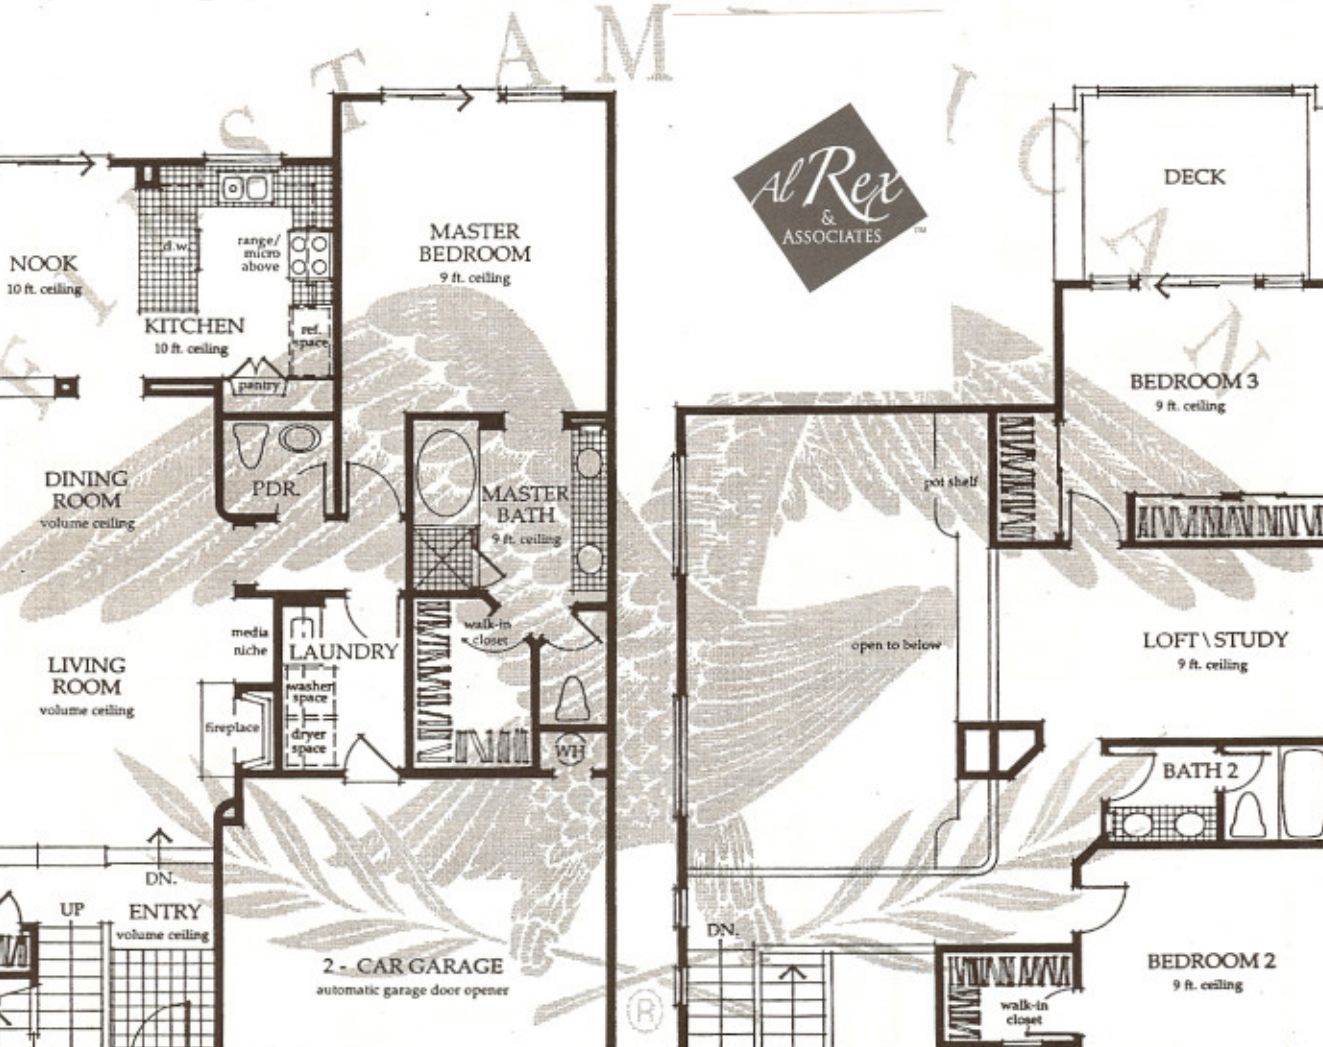 F I R S T A M E R I C A N
Al Rex
&
ASSOCIATES
TM
DECK
MASTER
BEDROOM
9 ft. ceiling
NOOK
10 ft. ceiling
d.w.
range/
micro
above
KITCHEN
10 ft. ceiling
ref.
space
pantry
BEDROOM 3
9 ft. ceiling
DINING
ROOM
volume ceiling
PDR.
MASTER
BATH
9 ft. ceiling
pot shelf
walk-in
closet
media
niche
LAUNDRY
washer
space
dryer
space
LIVING
ROOM
volume ceiling
fireplace
WH
open to below
LOFT \ STUDY
9 ft. ceiling
BATH 2
DN.
UP
ENTRY
volume ceiling
2 - CAR GARAGE
automatic garage door opener
DN.
BEDROOM 2
9 ft. ceiling
walk-in
closet
R